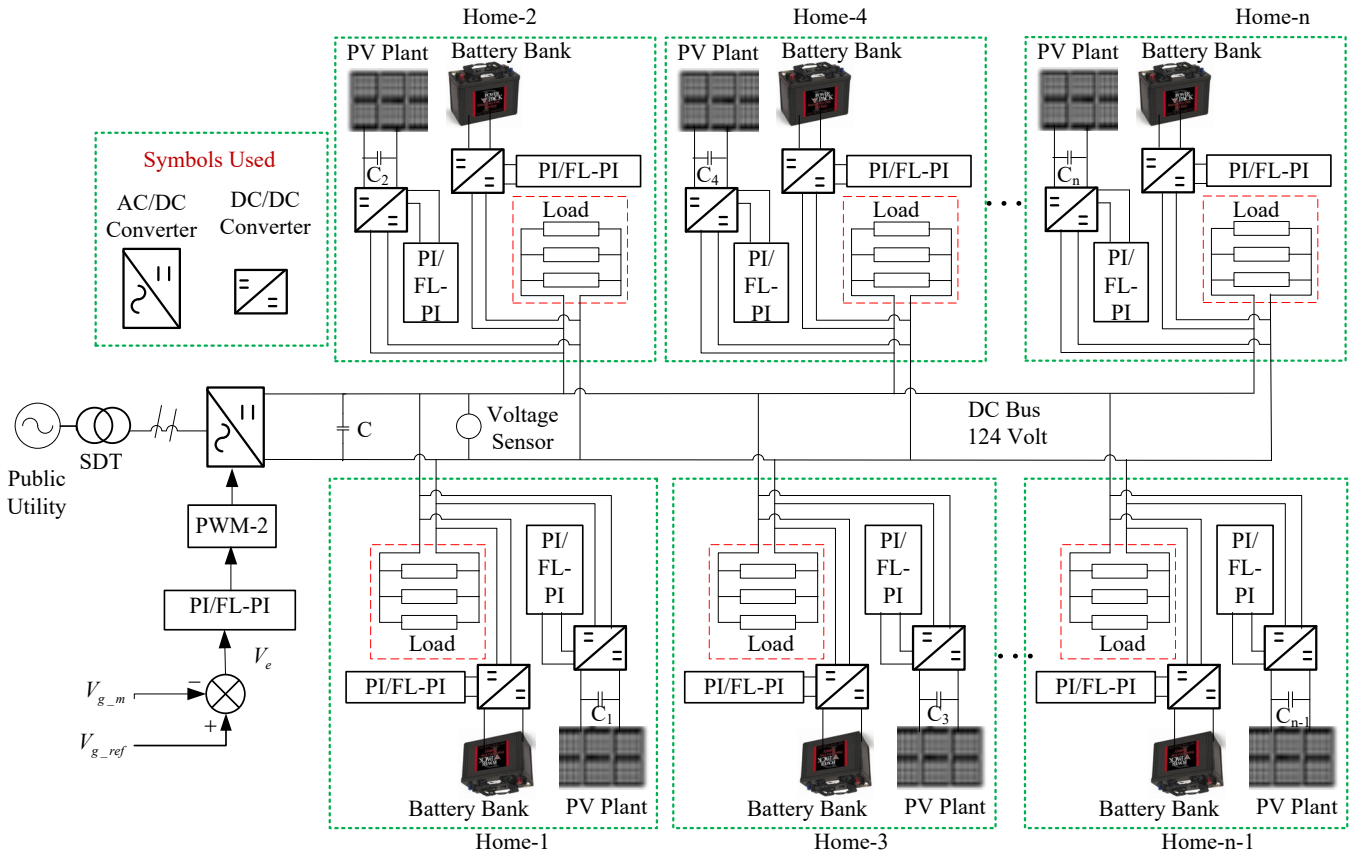 Home-2
Home-4
Home-n
PV Plant
Battery Bank
PV Plant
Battery Bank
PV Plant
Battery Bank
Symbols Used
AC/DC
Converter
DC/DC
Converter
C2
PI/FL-PI
Load
PI/
FL-
PI
C4
PI/FL-PI
Load
PI/
FL-
PI
...
Cn
PI/FL-PI
Load
PI/
FL-
PI
Public
Utility
SDT
C
Voltage
Sensor
DC Bus
124 Volt
PWM-2
PI/FL-PI
Ve
Vg_m
−
+
Vg_ref
Load
PI/
FL-
PI
PI/FL-PI
C1
Battery Bank
PV Plant
Home-1
Load
PI/
FL-
PI
PI/FL-PI
C3
Battery Bank
PV Plant
Home-3
...
Load
PI/
FL-
PI
PI/FL-PI
Cn-1
Battery Bank
PV Plant
Home-n-1